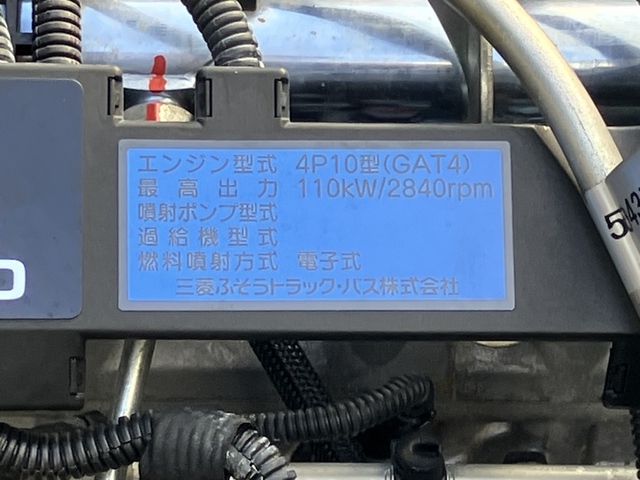 エンジン型式 4P10型(GAT4)
最高出力 110kW/2840rpm
噴射ポンプ型式
過給機型式
燃料噴射方式 電子式
三菱ふそうトラック・バス株式会社